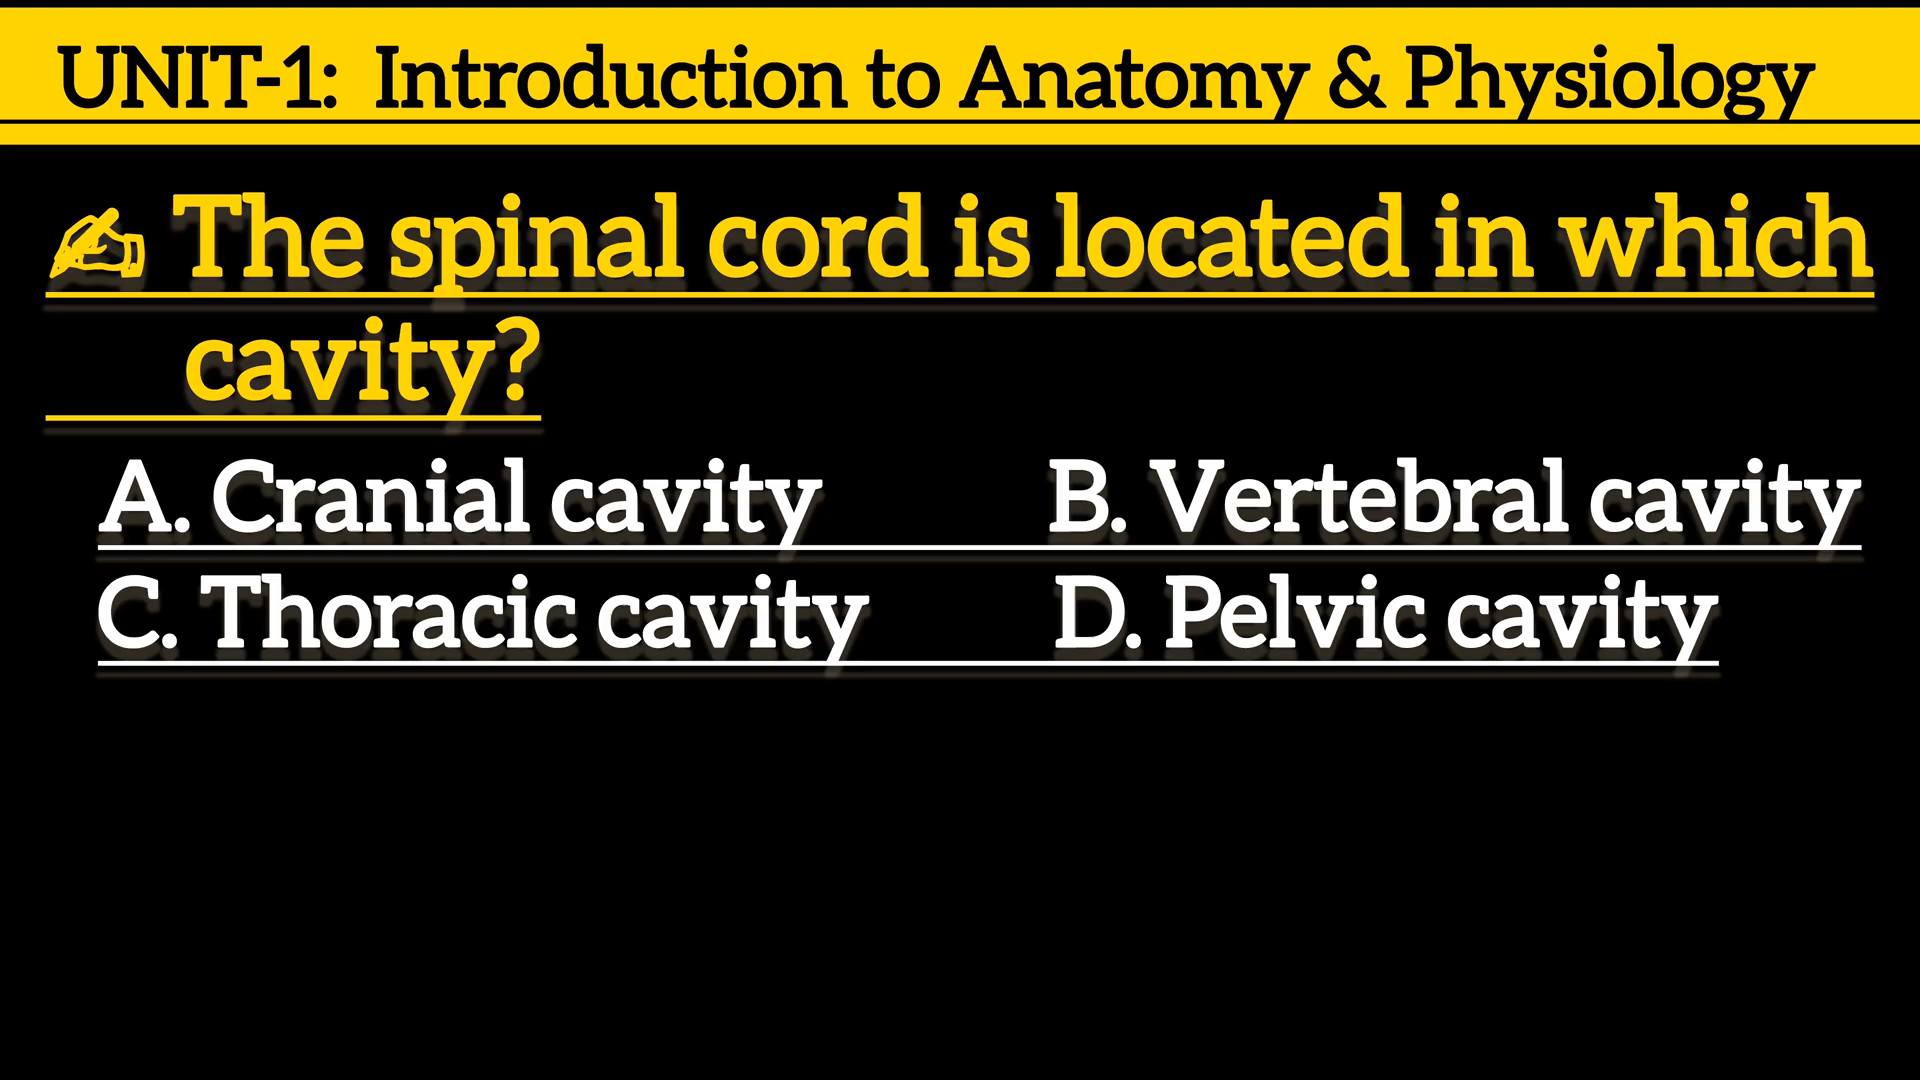 UNIT-1: Introduction to Anatomy & Physiology
✍ The spinal cord is located in which
cavity?
A. Cranial cavity B. Vertebral cavity
C. Thoracic cavity D. Pelvic cavity